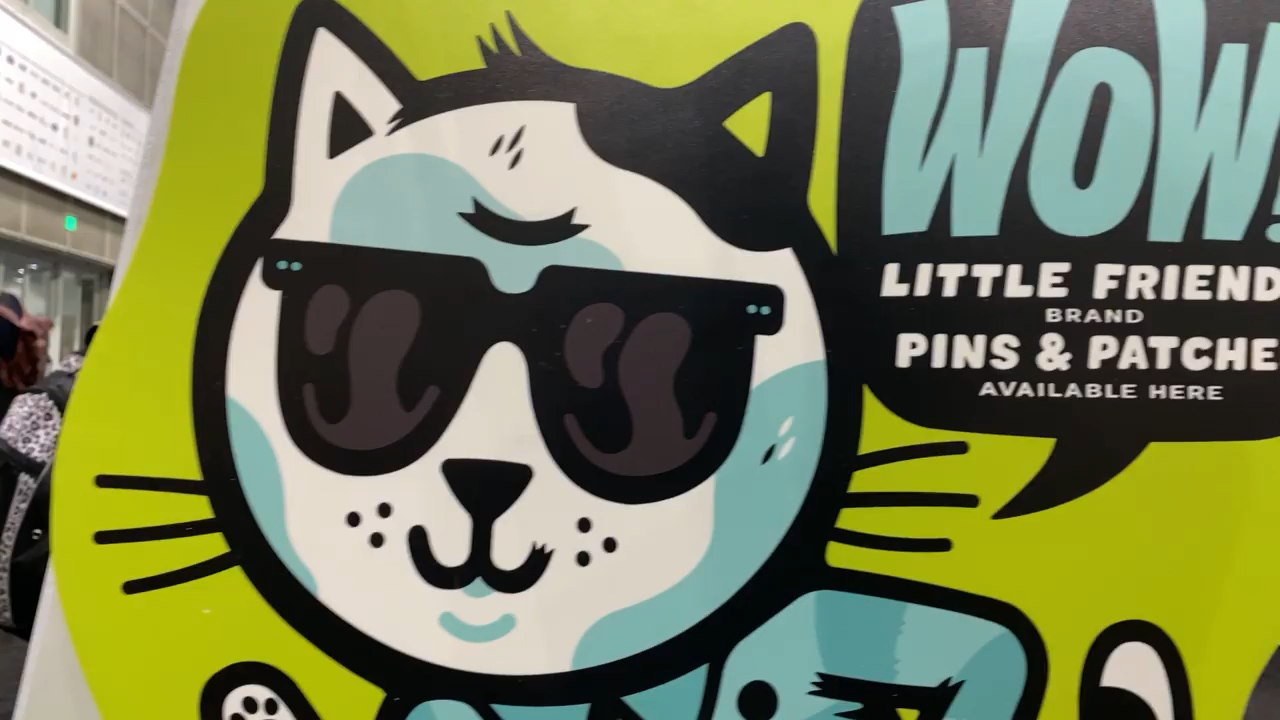 WOW!
LITTLE FRIEND
BRAND
PINS & PATCHE
AVAILABLE HERE